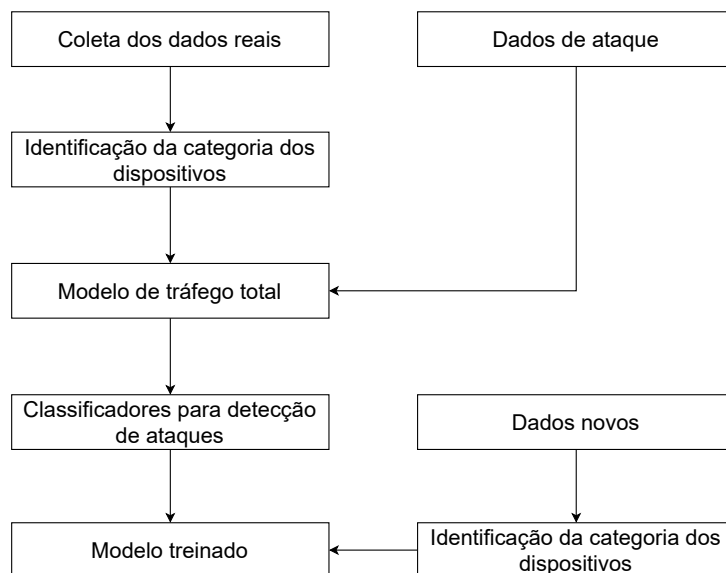 Coleta dos dados reais
Dados de ataque
Identificação da categoria dos
dispositivos
Modelo de tráfego total
Classificadores para detecção
de ataques
Dados novos
Modelo treinado
Identificação da categoria dos
dispositivos